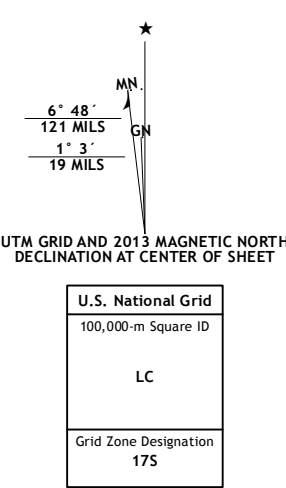 ★
MN
6° 48´
121 MILS
GN
1° 3´
19 MILS
UTM GRID AND 2013 MAGNETIC NORTH
DECLINATION AT CENTER OF SHEET
U.S. National Grid
100,000-m Square ID
LC
Grid Zone Designation
17S